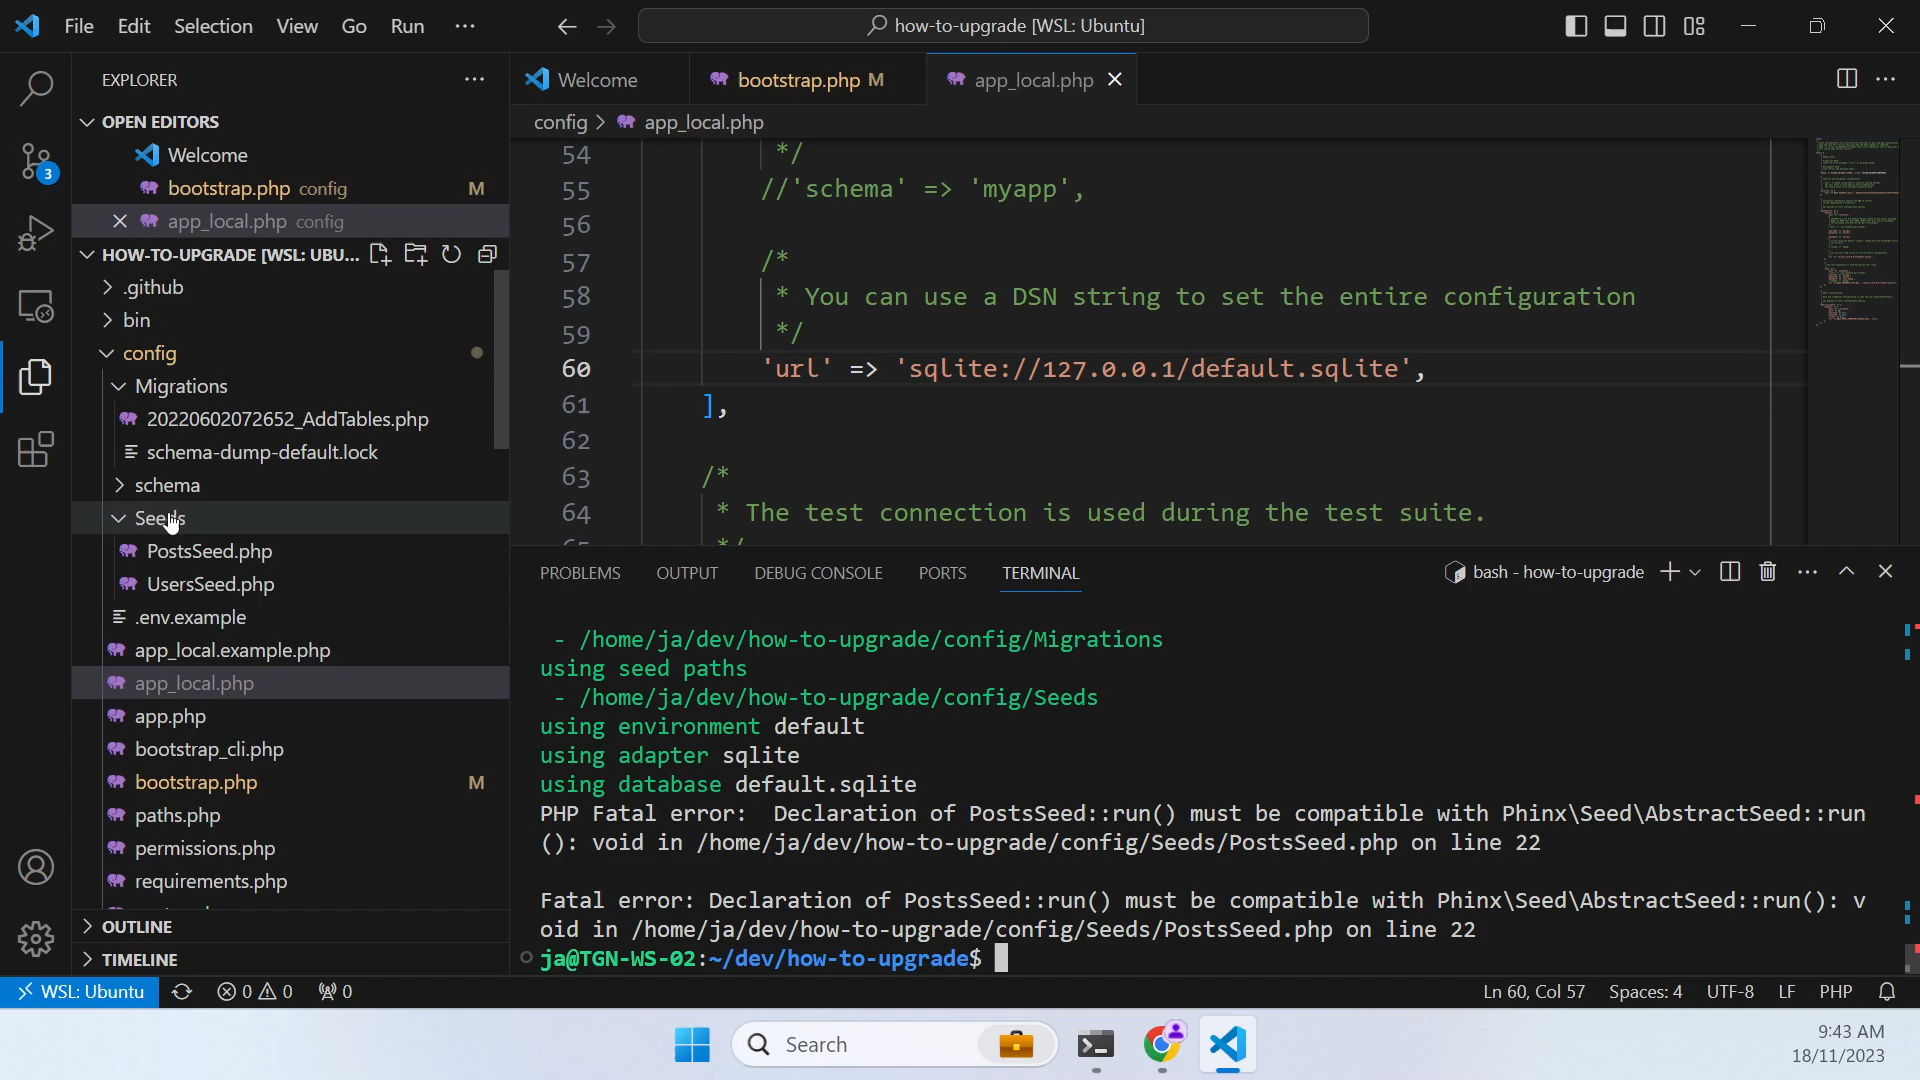 File Edit Selection View Go Run ···
how-to-upgrade [WSL: Ubuntu]
EXPLORER
Welcome
bootstrap.php M
app_local.php
config > app_local.php
OPEN EDITORS
Welcome
bootstrap.php config M
app_local.php config
HOW-TO-UPGRADE [WSL: UBU...
.github
bin
config
Migrations
20220602072652_AddTables.php
schema-dump-default.lock
schema
Seeds
PostsSeed.php
UsersSeed.php
.env.example
app_local.example.php
app_local.php
app.php
bootstrap_cli.php
bootstrap.php M
paths.php
permissions.php
requirements.php
OUTLINE
TIMELINE
3
54 */
55 //'schema' => 'myapp',
56
57 /*
58 * You can use a DSN string to set the entire configuration
59 */
60 'url' => 'sqlite://127.0.0.1/default.sqlite',
61 ],
62
63 /*
64 * The test connection is used during the test suite.
65 */
PROBLEMS OUTPUT DEBUG CONSOLE PORTS TERMINAL
bash - how-to-upgrade
- /home/ja/dev/how-to-upgrade/config/Migrations
using seed paths
- /home/ja/dev/how-to-upgrade/config/Seeds
using environment default
using adapter sqlite
using database default.sqlite
PHP Fatal error:  Declaration of PostsSeed::run() must be compatible with Phinx\Seed\AbstractSeed::run
(): void in /home/ja/dev/how-to-upgrade/config/Seeds/PostsSeed.php on line 22
Fatal error: Declaration of PostsSeed::run() must be compatible with Phinx\Seed\AbstractSeed::run(): v
oid in /home/ja/dev/how-to-upgrade/config/Seeds/PostsSeed.php on line 22
ja@TGN-WS-02:~/dev/how-to-upgrade$
WSL: Ubuntu 0 0 0
Ln 60, Col 57 Spaces: 4 UTF-8 LF PHP
Search
9:43 AM
18/11/2023